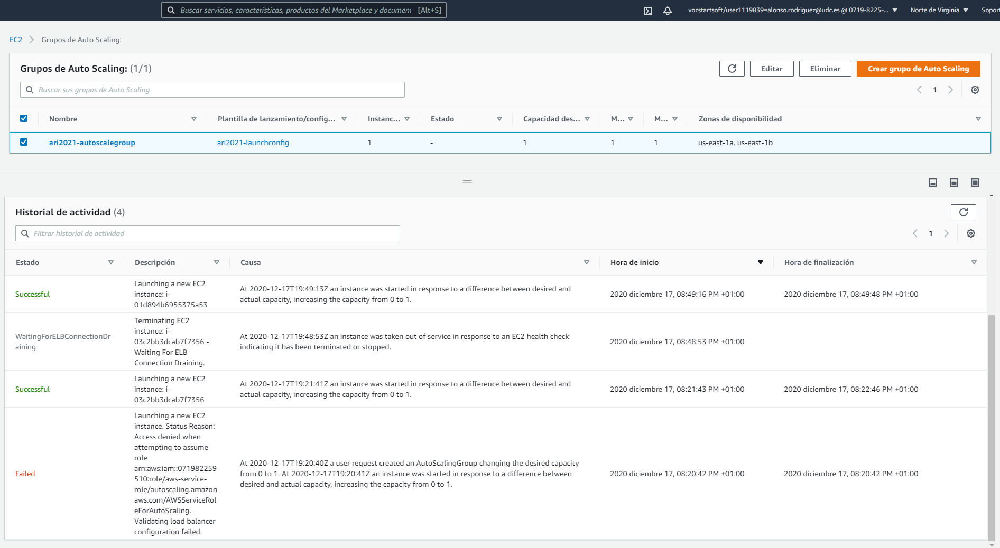 Buscar servicios, características, productos del Marketplace y document [Alt+S]
vocstartsoft/user1119839=alonso.rodriguez@udc.es @ 0719-8225-...
Norte de Virginia
EC2 Grupos de Auto Scaling:
Grupos de Auto Scaling: (1/1)
Editar
Eliminar
Crear grupo de Auto Scaling
Buscar sus grupos de Auto Scaling
1
Nombre
Plantilla de lanzamiento/config...
Instanc...
Estado
Capacidad des...
M...
M...
Zonas de disponibilidad
ari2021-autoscalegroup
ari2021-launchconfig
1
-
1
1
1
us-east-1a, us-east-1b
Historial de actividad (4)
Filtrar historial de actividad
1
Estado
Descripción
Causa
Hora de inicio
Hora de finalización
Successful
Launching a new EC2
instance: i-
01d894b6955375a53
At 2020-12-17T19:49:13Z an instance was started in response to a difference between desired and
actual capacity, increasing the capacity from 0 to 1.
2020 diciembre 17, 08:49:16 PM +01:00
2020 diciembre 17, 08:49:48 PM +01:00
WaitingForELBConnectionDr
aining
Terminating EC2
instance: i-
03c2bb3dcab7f7356 -
Waiting For ELB
Connection Draining.
At 2020-12-17T19:48:53Z an instance was taken out of service in response to an EC2 health check
indicating it has been terminated or stopped.
2020 diciembre 17, 08:48:53 PM +01:00
Successful
Launching a new EC2
instance: i-
03c2bb3dcab7f7356
At 2020-12-17T19:21:41Z an instance was started in response to a difference between desired and
actual capacity, increasing the capacity from 0 to 1.
2020 diciembre 17, 08:21:43 PM +01:00
2020 diciembre 17, 08:22:46 PM +01:00
Failed
Launching a new EC2
instance. Status Reason:
Access denied when
attempting to assume
role
arn:aws:iam::071982259
510:role/aws-service-
role/autoscaling.amazon
aws.com/AWSServiceRol
eForAutoScaling.
Validating load balancer
configuration failed.
At 2020-12-17T19:20:40Z a user request created an AutoScalingGroup changing the desired capacity
from 0 to 1. At 2020-12-17T19:20:41Z an instance was started in response to a difference between
desired and actual capacity, increasing the capacity from 0 to 1.
2020 diciembre 17, 08:20:42 PM +01:00
2020 diciembre 17, 08:20:42 PM +01:00